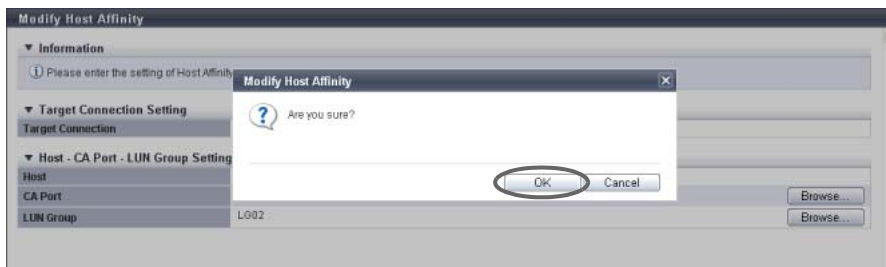 Modify Host Affinity
▼ Information
Please enter the setting of Host Affinity
Modify Host Affinity
Are you sure?
OK Cancel
▼ Target Connection Setting
Target Connection
▼ Host - CA Port - LUN Group Setting
Host
CA Port Browse...
LUN Group LG02 Browse...